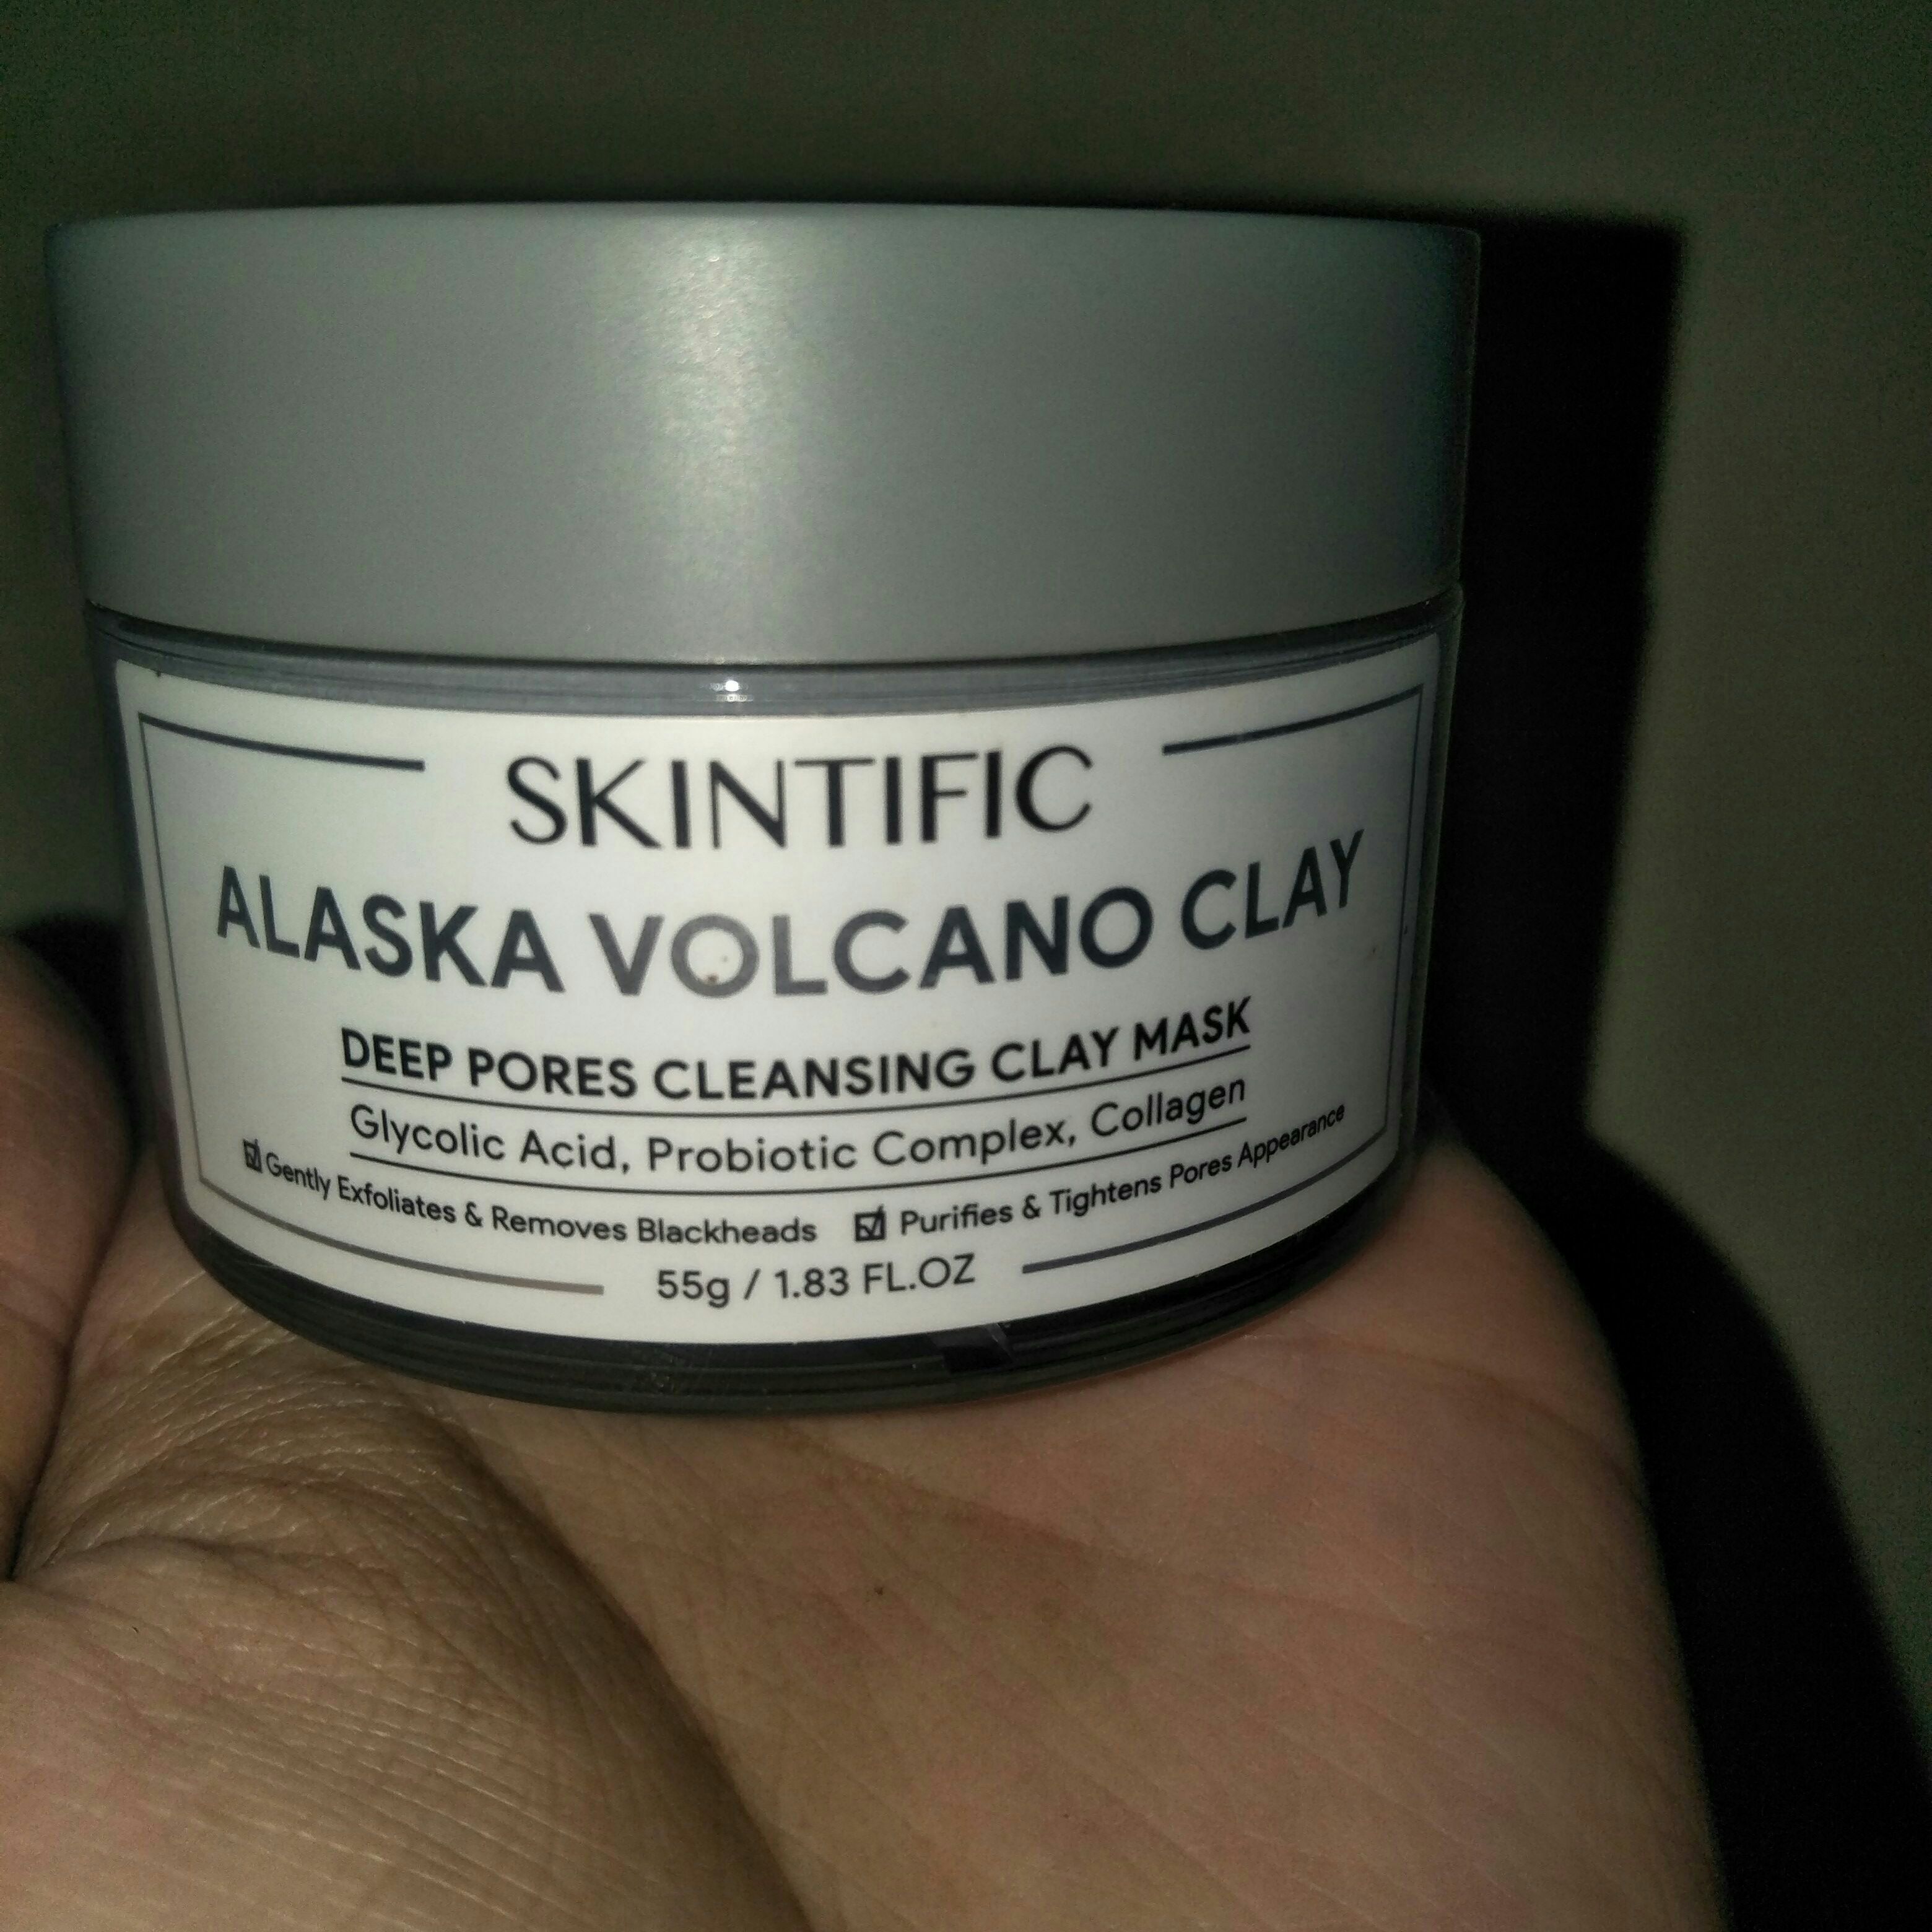 SKINTIFIC
ALASKA VOLCANO CLAY
DEEP PORES CLEANSING CLAY MASK
Glycolic Acid, Probiotic Complex, Collagen
☑ Gently Exfoliates & Removes Blackheads ☑ Purifies & Tightens Pores Appearance
55g / 1.83 FL.OZ